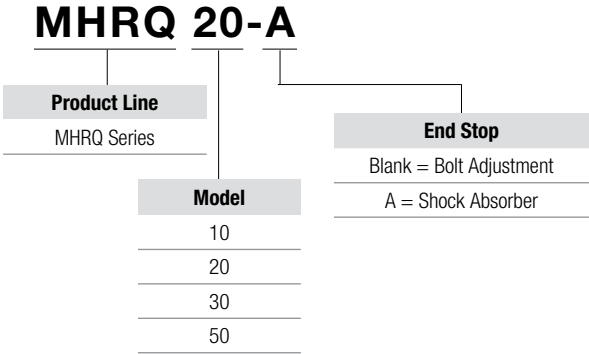 MHRQ 20-A
Product Line
MHRQ Series
Model
10
20
30
50
End Stop
Blank = Bolt Adjustment
A = Shock Absorber